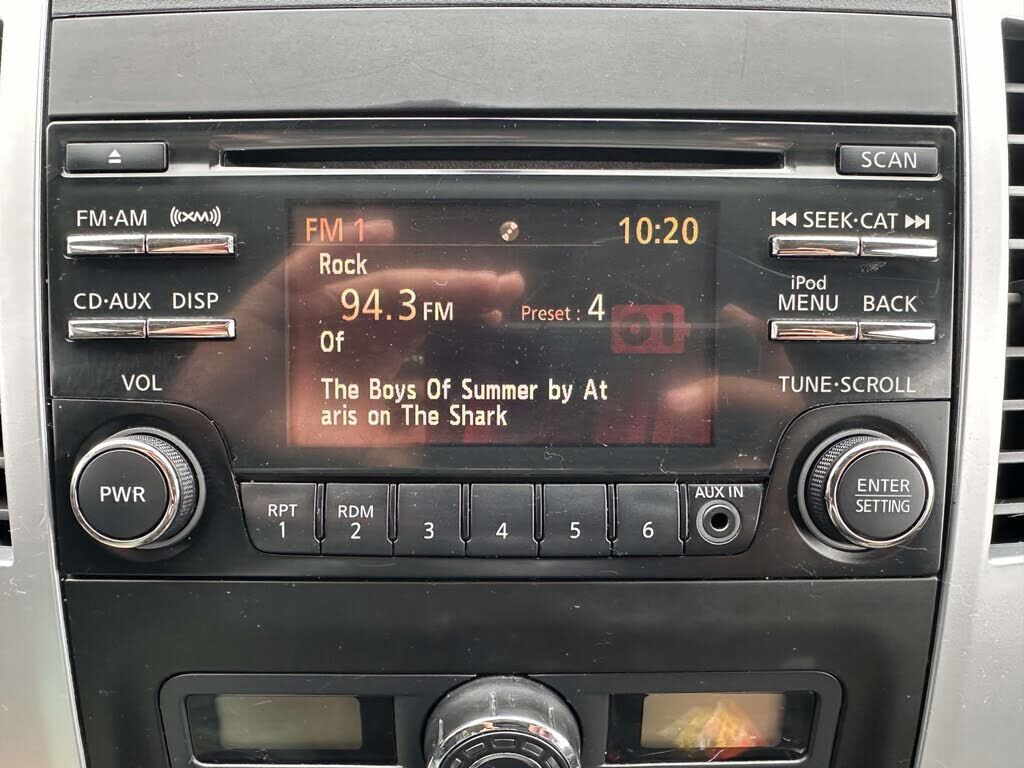 SCAN
FM·AM
((XM))
SEEK·CAT
CD·AUX
DISP
iPod
MENU
BACK
FM 1
10:20
Rock
94.3 FM
Preset : 4
Of
The Boys Of Summer by At
aris on The Shark
VOL
TUNE·SCROLL
PWR
RPT
1
RDM
2
3
4
5
6
AUX IN
ENTER
SETTING